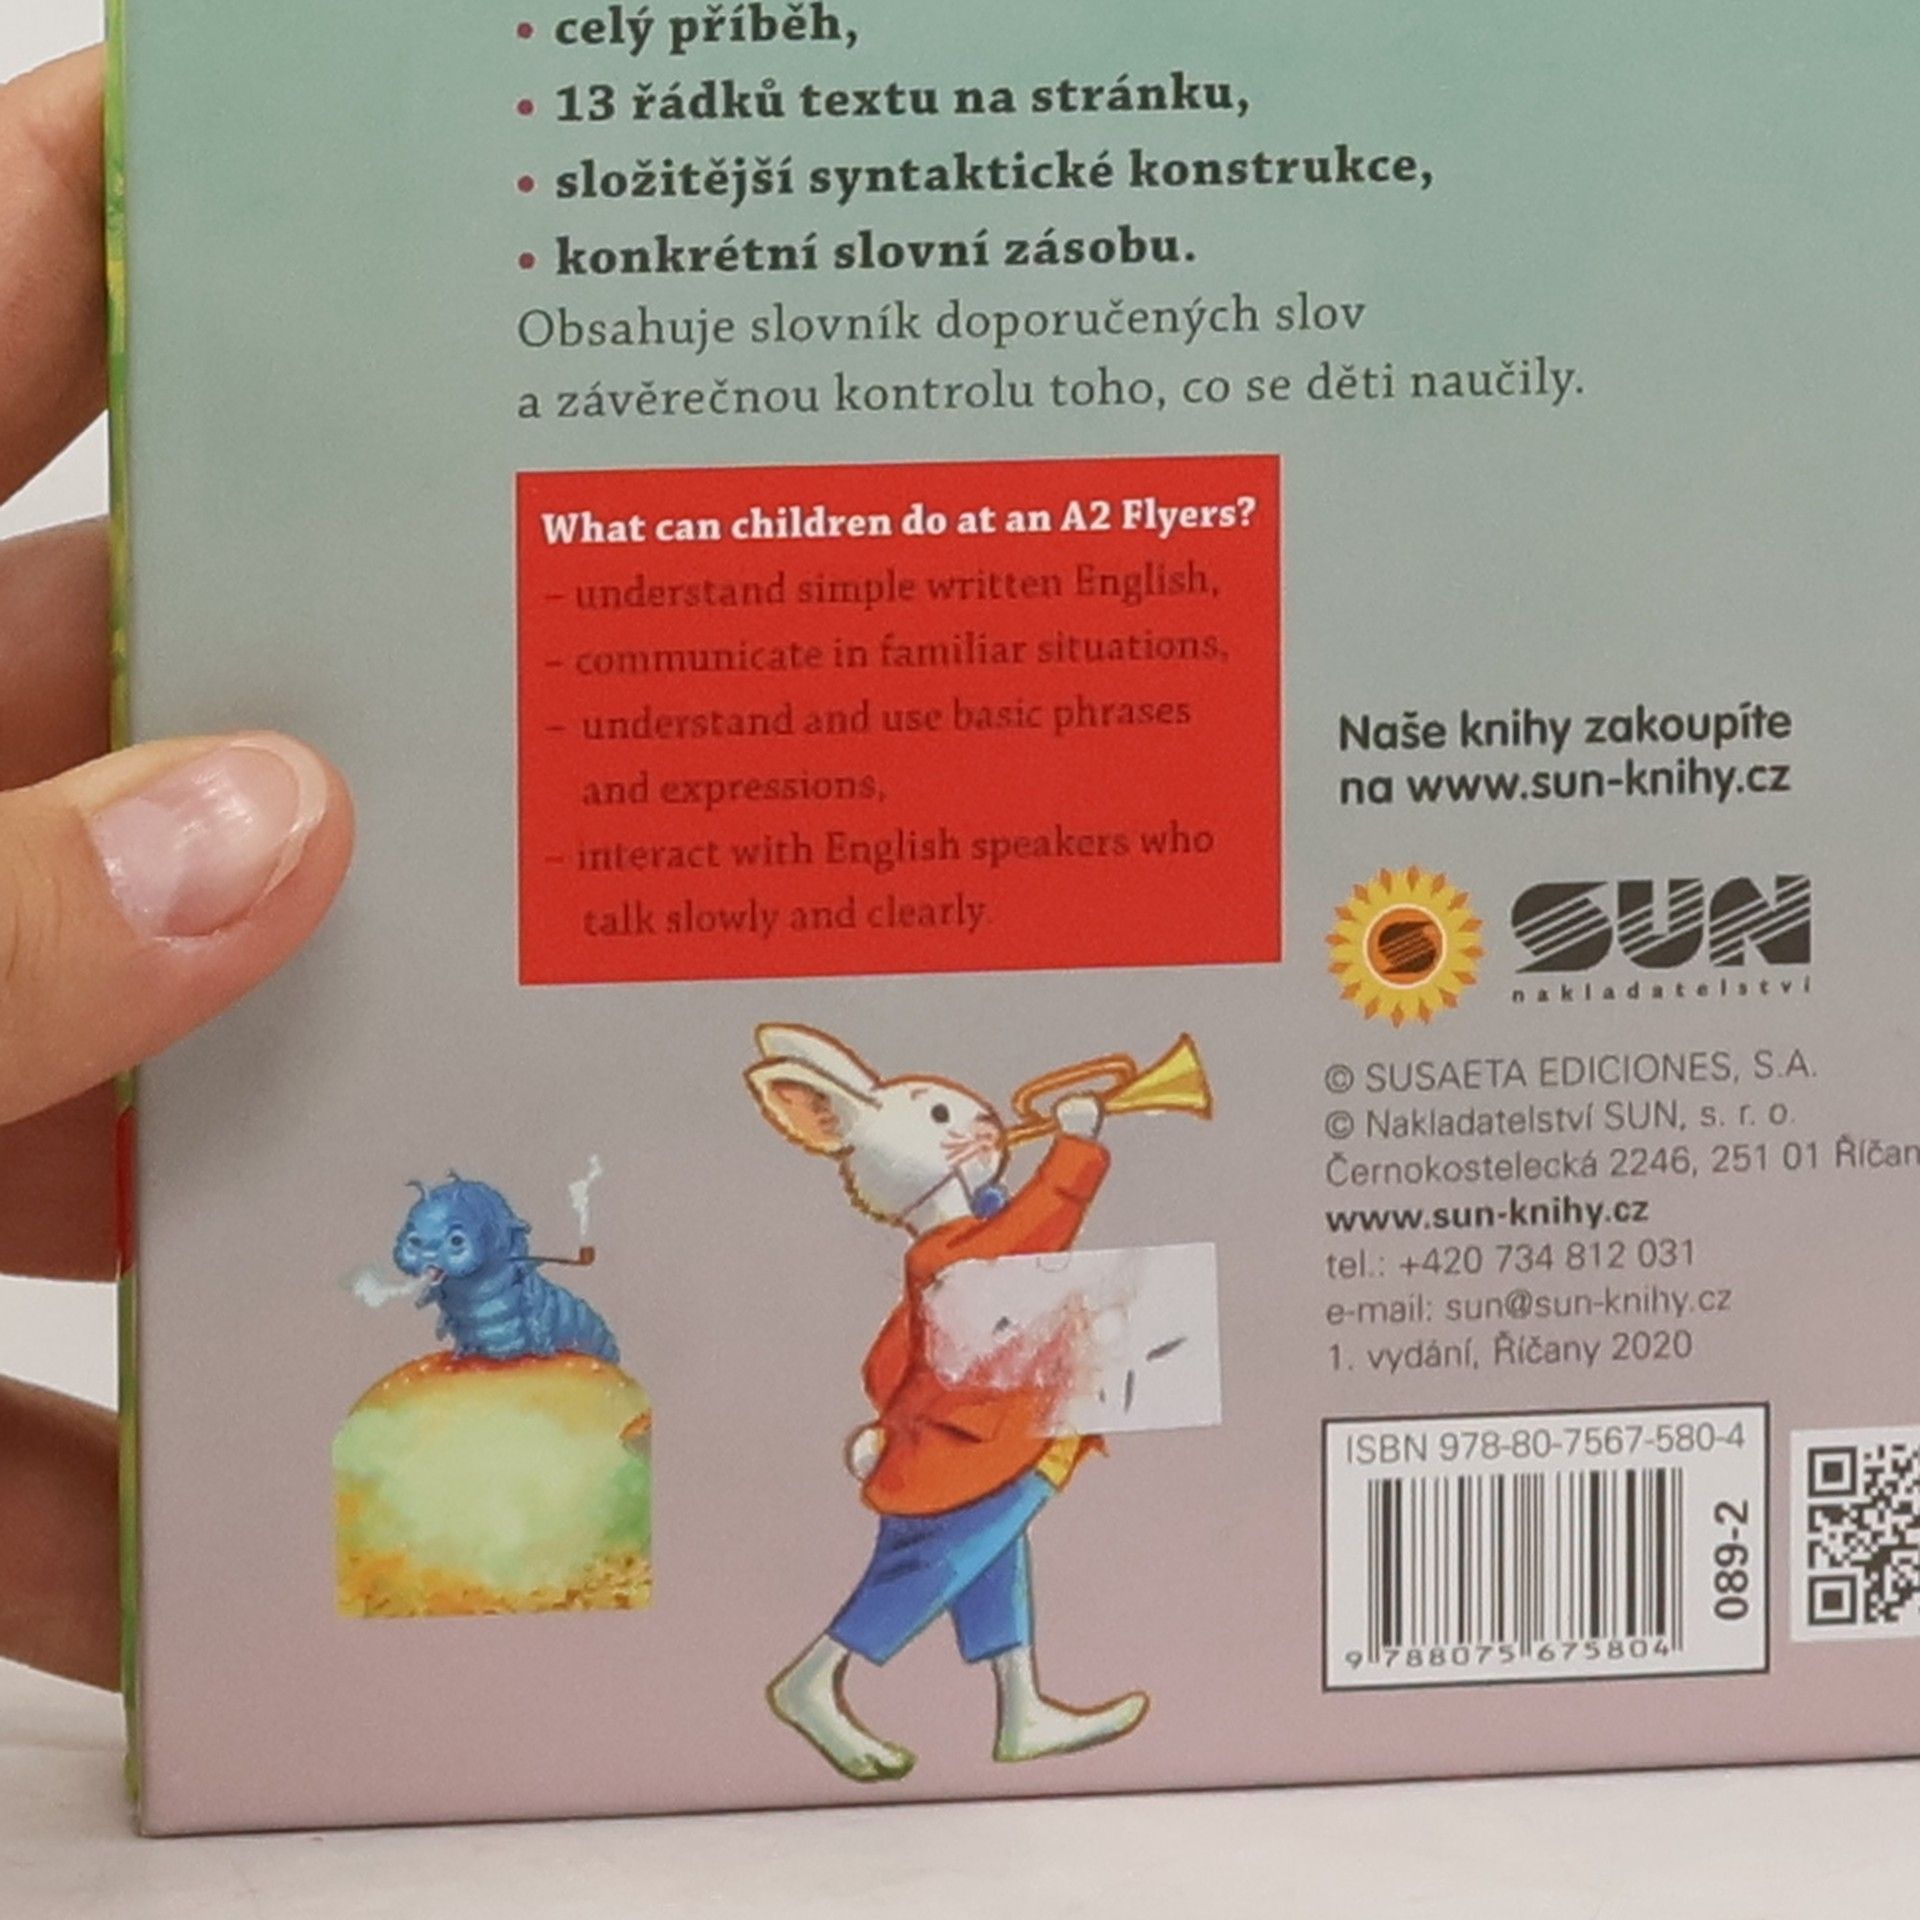 • celý příběh,
• 13 řádků textu na stránku,
• složitější syntaktické konstrukce,
• konkrétní slovní zásobu.
Obsahuje slovník doporučených slov
a závěrečnou kontrolu toho, co se děti naučily.
What can children do at an A2 Flyers?
– understand simple written English,
– communicate in familiar situations,
– understand and use basic phrases
and expressions,
– interact with English speakers who
talk slowly and clearly.
Naše knihy zakoupíte
na www.sun-knihy.cz
SUN
nakladatelství
© SUSAETA EDICIONES, S.A.
© Nakladatelství SUN, s. r. o.
Černokostelecká 2246, 251 01 Říčan
www.sun-knihy.cz
tel.: +420 734 812 031
e-mail: sun@sun-knihy.cz
1. vydání, Říčany 2020
ISBN 978-80-7567-580-4
089-2
9 788075 675804